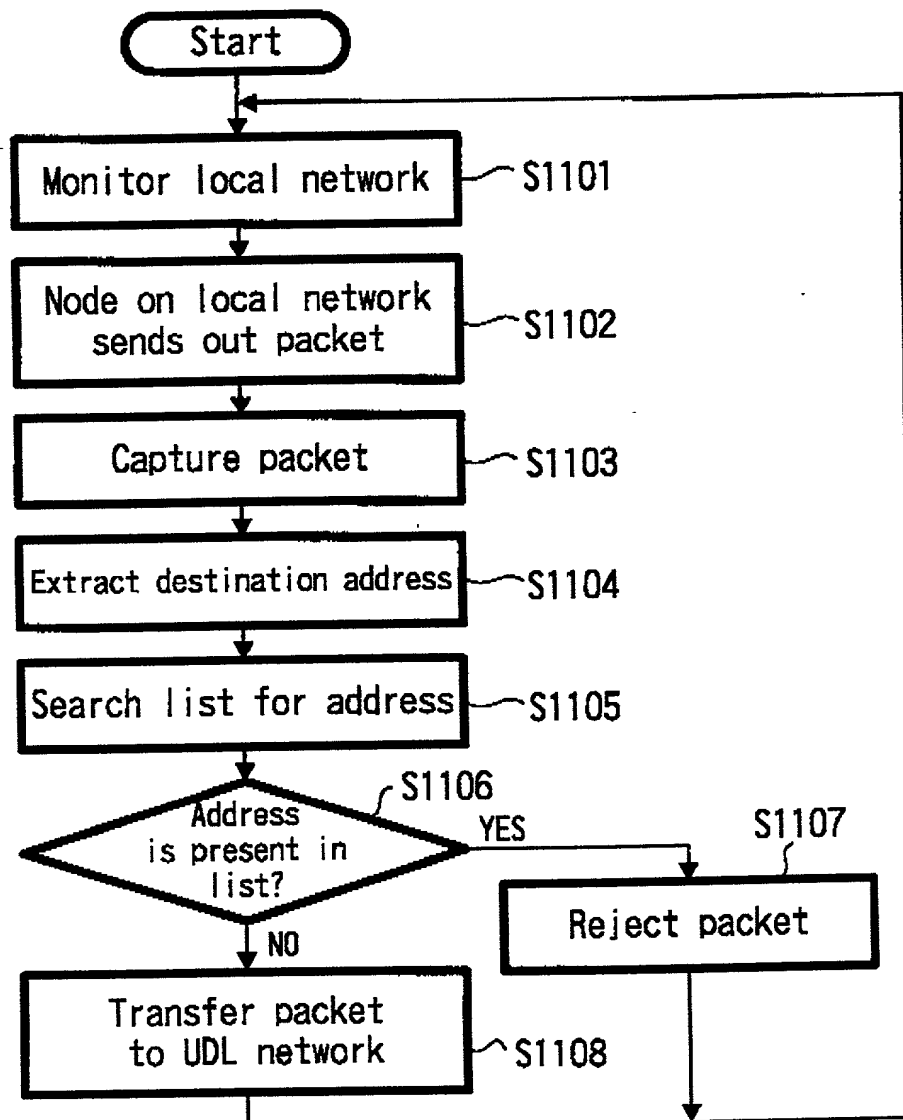 Start
Monitor local network
S1101
Node on local network
sends out packet
S1102
Capture packet
S1103
Extract destination address
S1104
Search list for address
S1105
S1106
Address
is present in
list?
YES
S1107
Reject packet
NO
Transfer packet
to UDL network
S1108